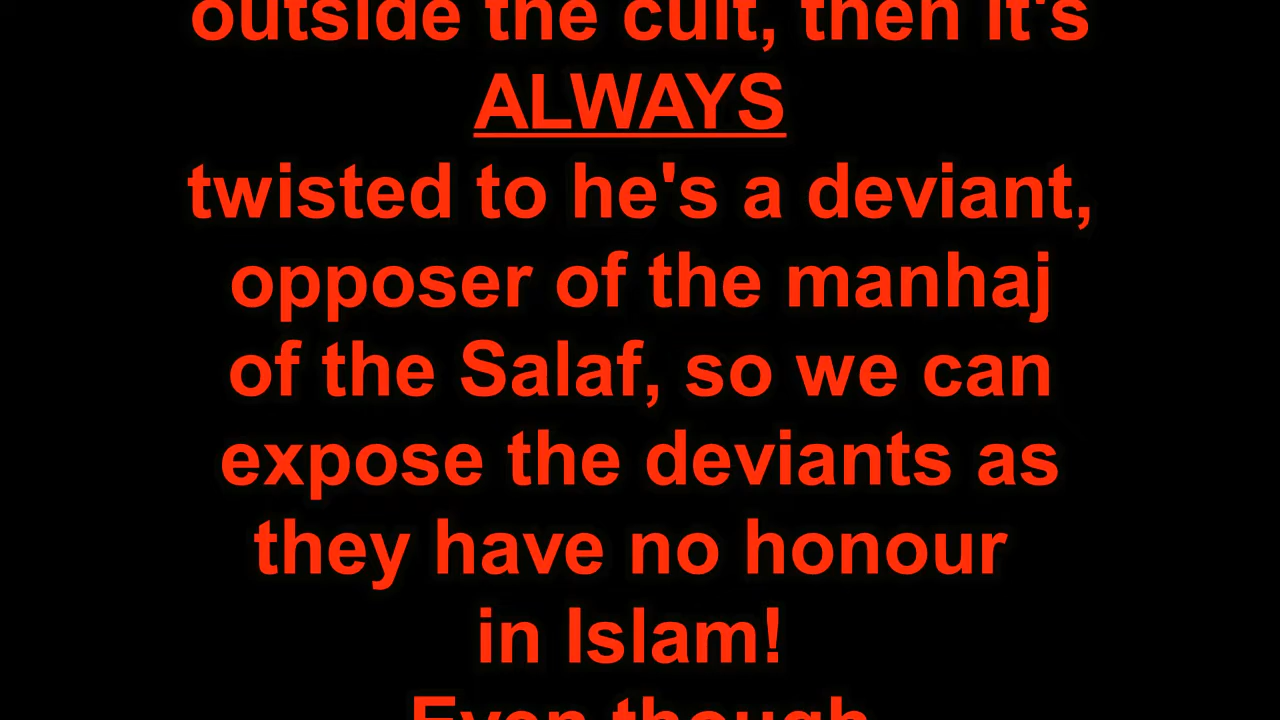 outside the cult, then it's
ALWAYS
twisted to he's a deviant,
opposer of the manhaj
of the Salaf, so we can
expose the deviants as
they have no honour
in Islam!
Even though